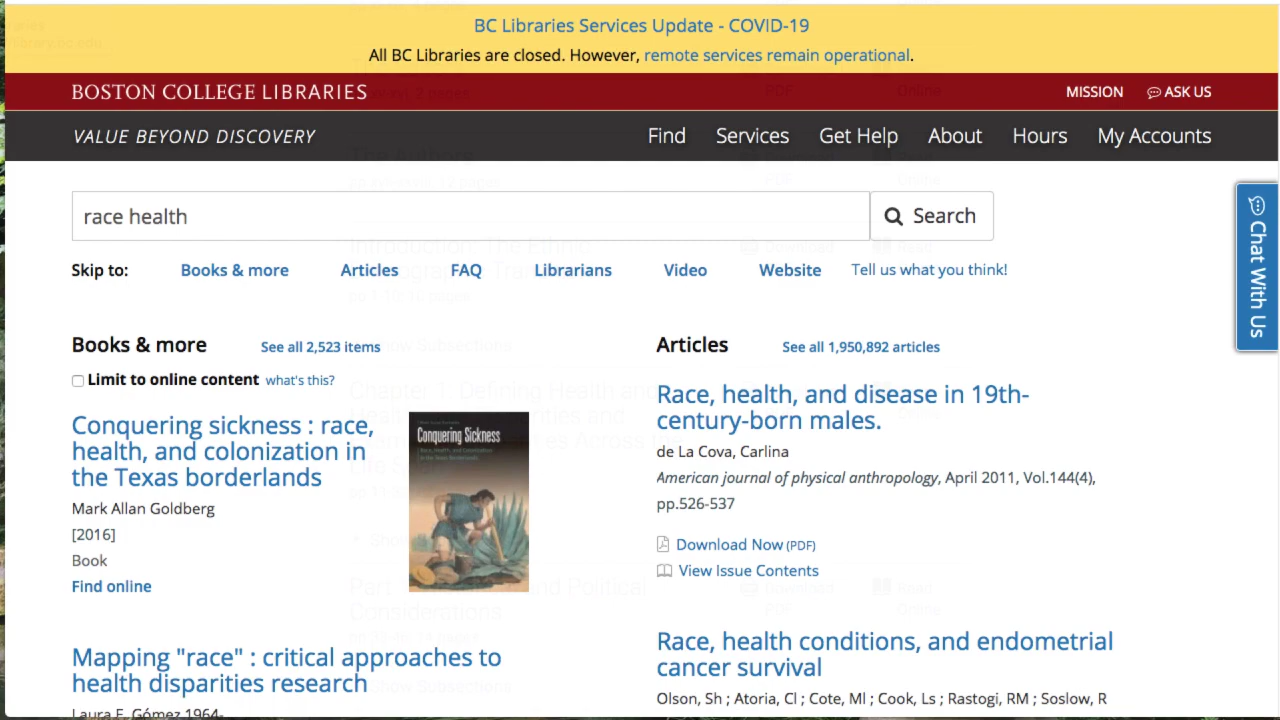 BC Libraries Services Update - COVID-19
All BC Libraries are closed. However, remote services remain operational.
BOSTON COLLEGE LIBRARIES
MISSION
ASK US
VALUE BEYOND DISCOVERY
Find
Services
Get Help
About
Hours
My Accounts
race health
Search
Chat With Us
Skip to:
Books & more
Articles
FAQ
Librarians
Video
Website
Tell us what you think!
Books & more
See all 2,523 items
Limit to online content what's this?
Conquering sickness : race,
health, and colonization in
the Texas borderlands
Mark Allan Goldberg
[2016]
Book
Find online
Conquering Sickness
Mapping "race" : critical approaches to
health disparities research
Laura E. Gómez 1964-
Articles
See all 1,950,892 articles
Race, health, and disease in 19th-
century-born males.
de La Cova, Carlina
American journal of physical anthropology, April 2011, Vol.144(4),
pp.526-537
Download Now (PDF)
View Issue Contents
Race, health conditions, and endometrial
cancer survival
Olson, Sh ; Atoria, Cl ; Cote, Ml ; Cook, Ls ; Rastogi, RM ; Soslow, R